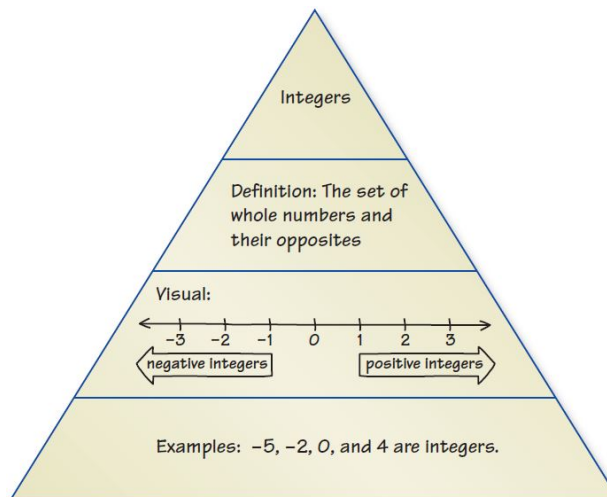 Integers
Definition: The set of
whole numbers and
their opposites
Visual:
−3 −2 −1 0 1 2 3
negative integers positive integers
Examples: −5, −2, 0, and 4 are integers.